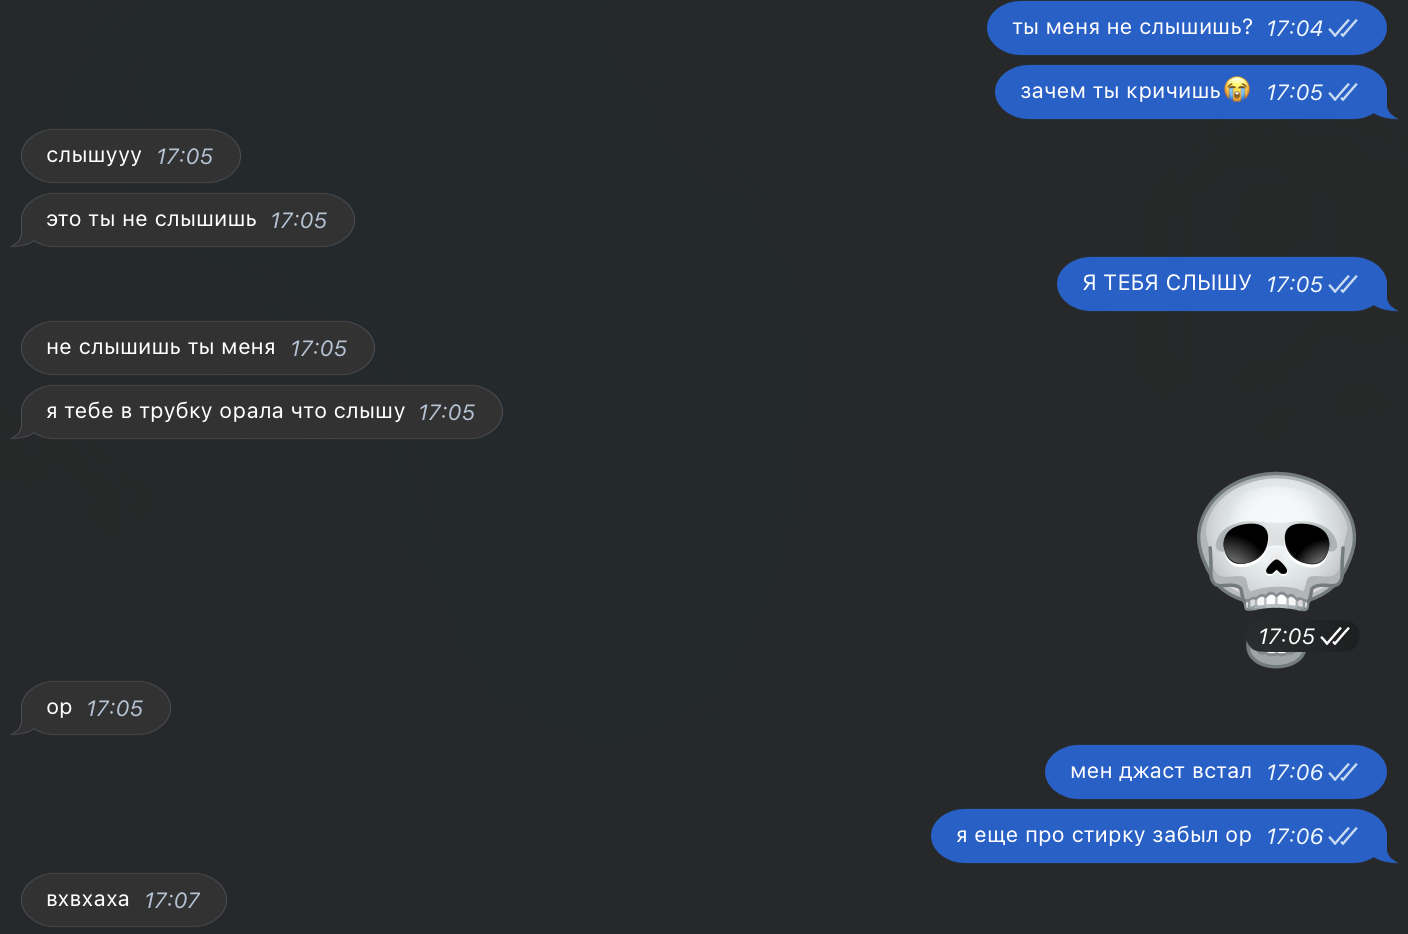 ты меня не слышишь? 17:04
зачем ты кричишь😭 17:05
слышууу 17:05
это ты не слышишь 17:05
Я ТЕБЯ СЛЫШУ 17:05
не слышишь ты меня 17:05
я тебе в трубку орала что слышу 17:05
17:05
ор 17:05
мен джаст встал 17:06
я еще про стирку забыл ор 17:06
вхвхаха 17:07